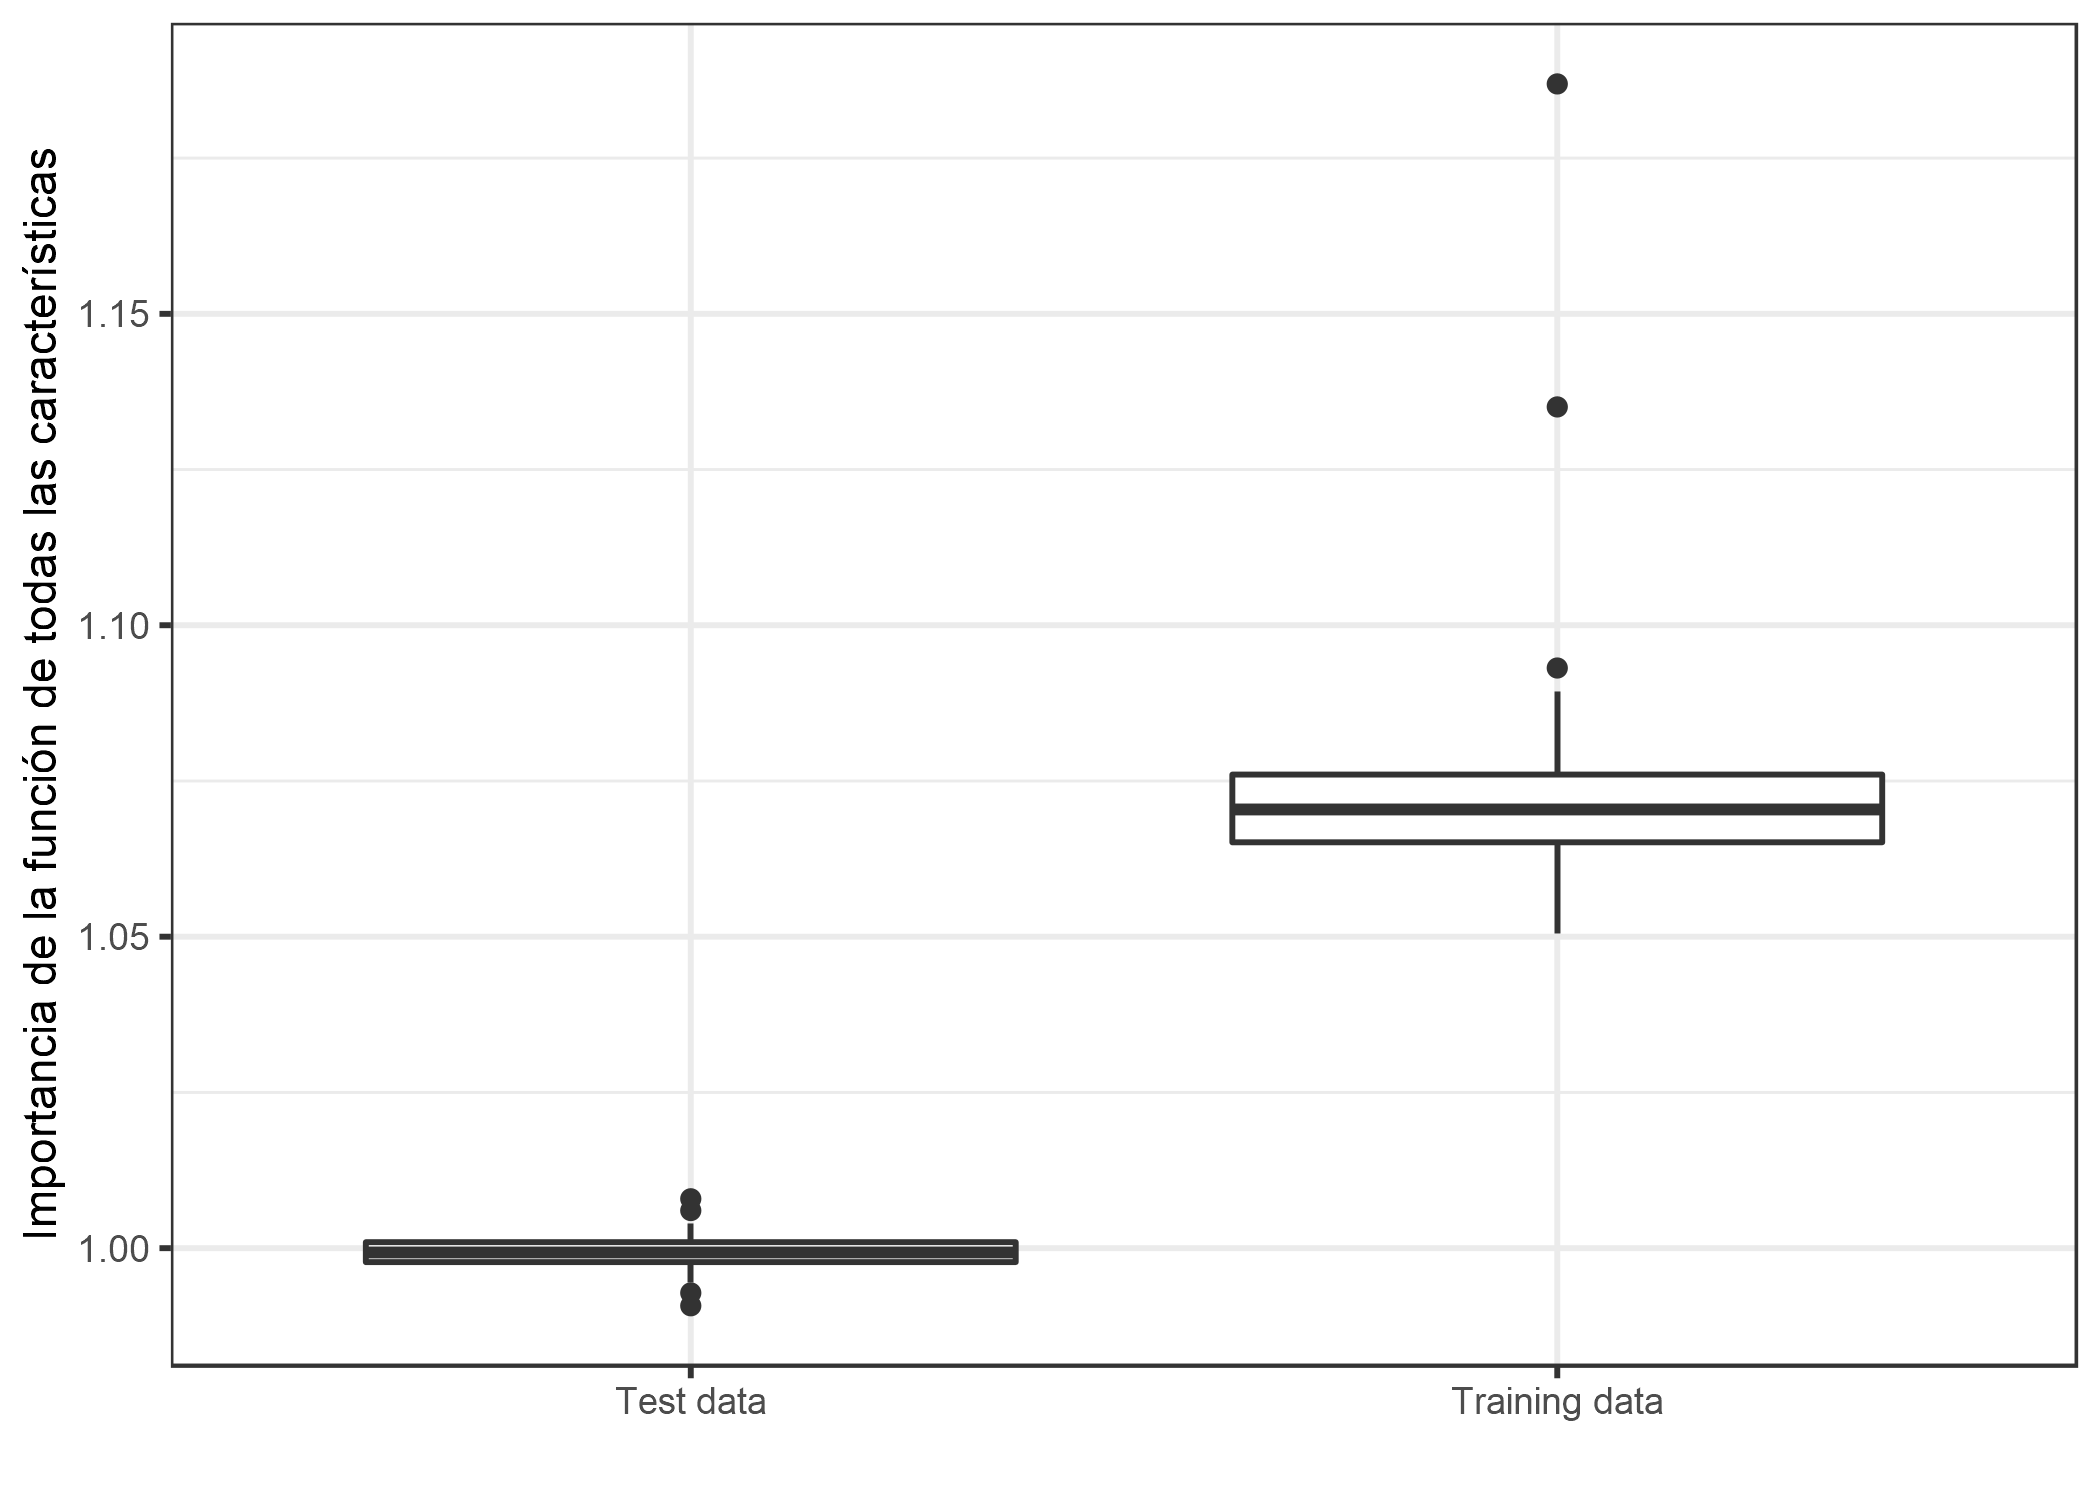 Importancia de la función de todas las características
1.15
1.10
1.05
1.00
Test data
Training data